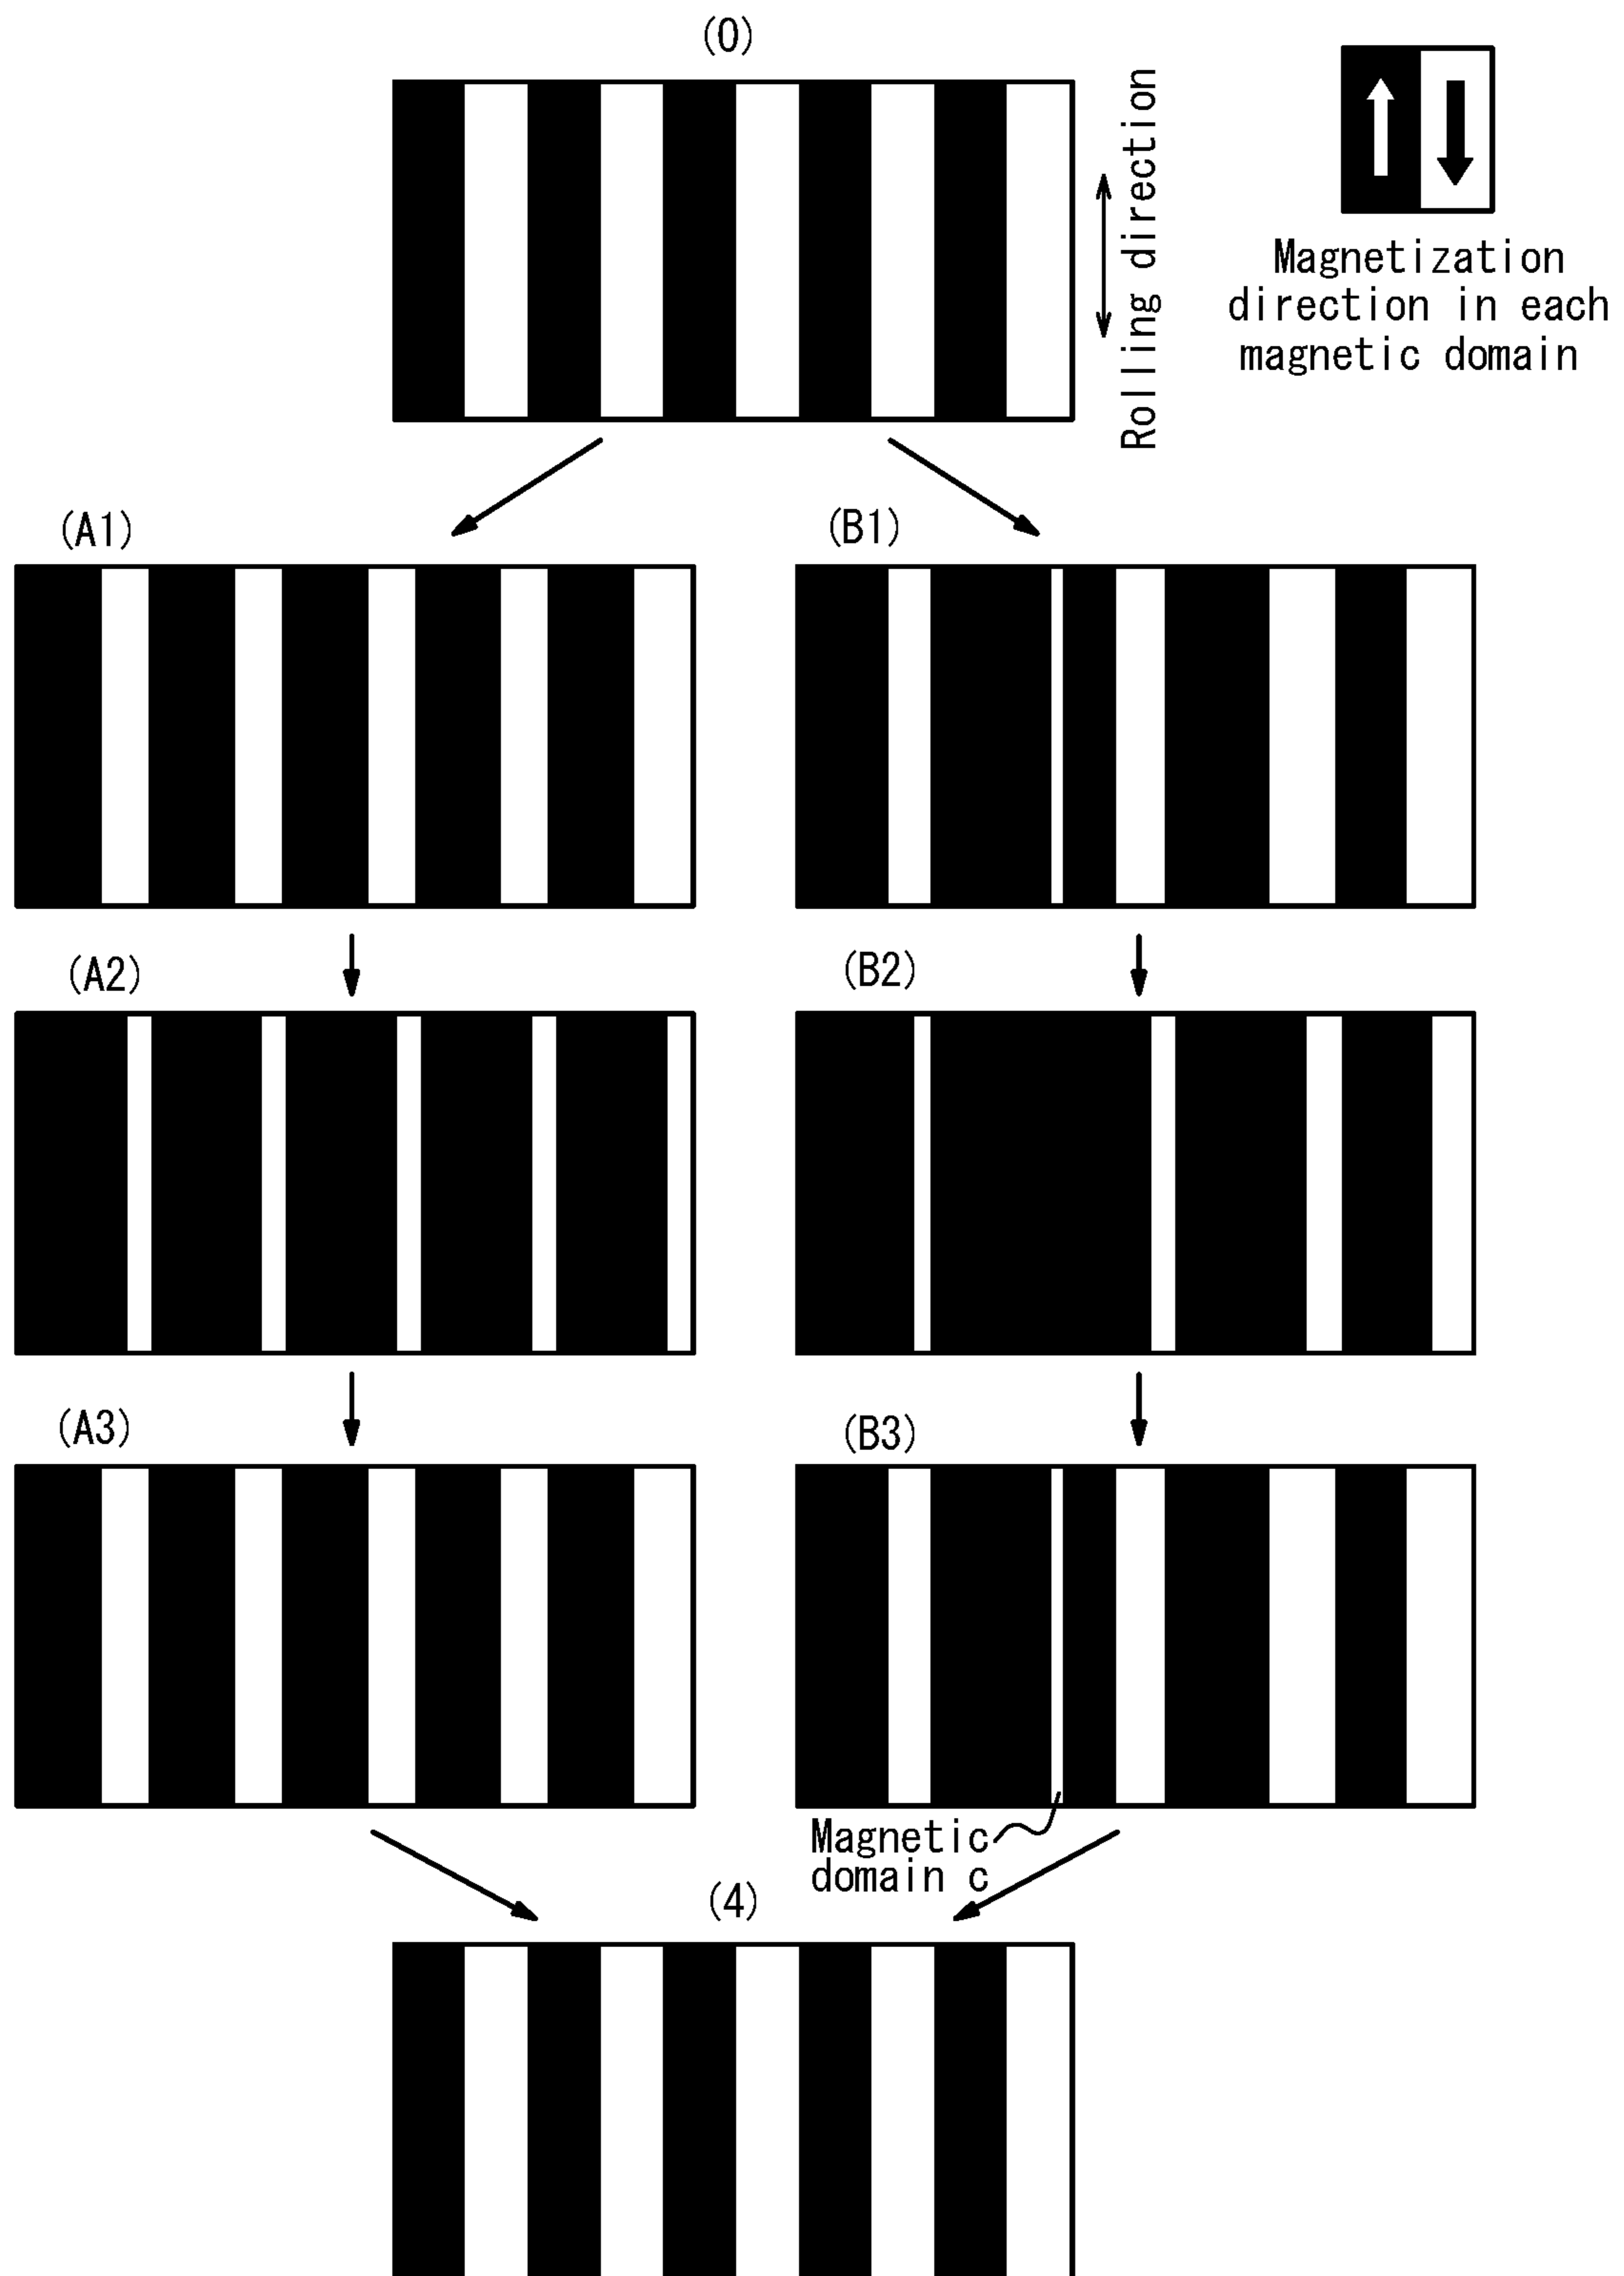 (0)
Rolling direction
Magnetization
direction in each
magnetic domain
(A1)
(B1)
(A2)
(B2)
(A3)
(B3)
Magnetic
domain c
(4)